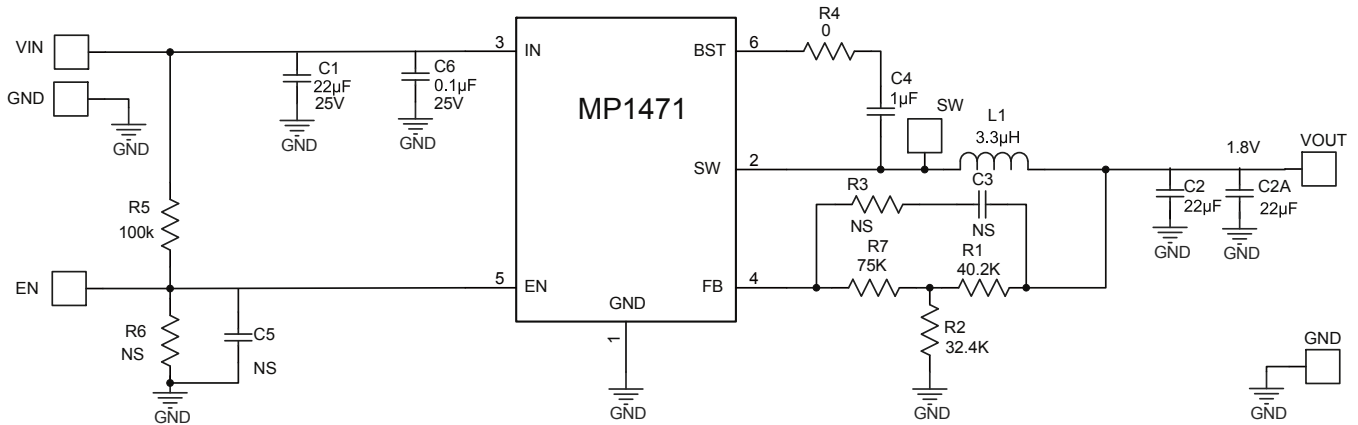 VIN
GND
GND
C1
22µF
25V
GND
C6
0.1µF
25V
GND
R5
100k
EN
R6
NS
C5
NS
GND
3
IN
MP1471
BST
6
SW
2
5
EN
FB
4
GND
1
GND
R4
0
C4
1µF
SW
L1
3.3µH
R3
NS
C3
NS
R7
75K
R1
40.2K
R2
32.4K
GND
1.8V
VOUT
C2
22µF
GND
C2A
22µF
GND
GND
GND